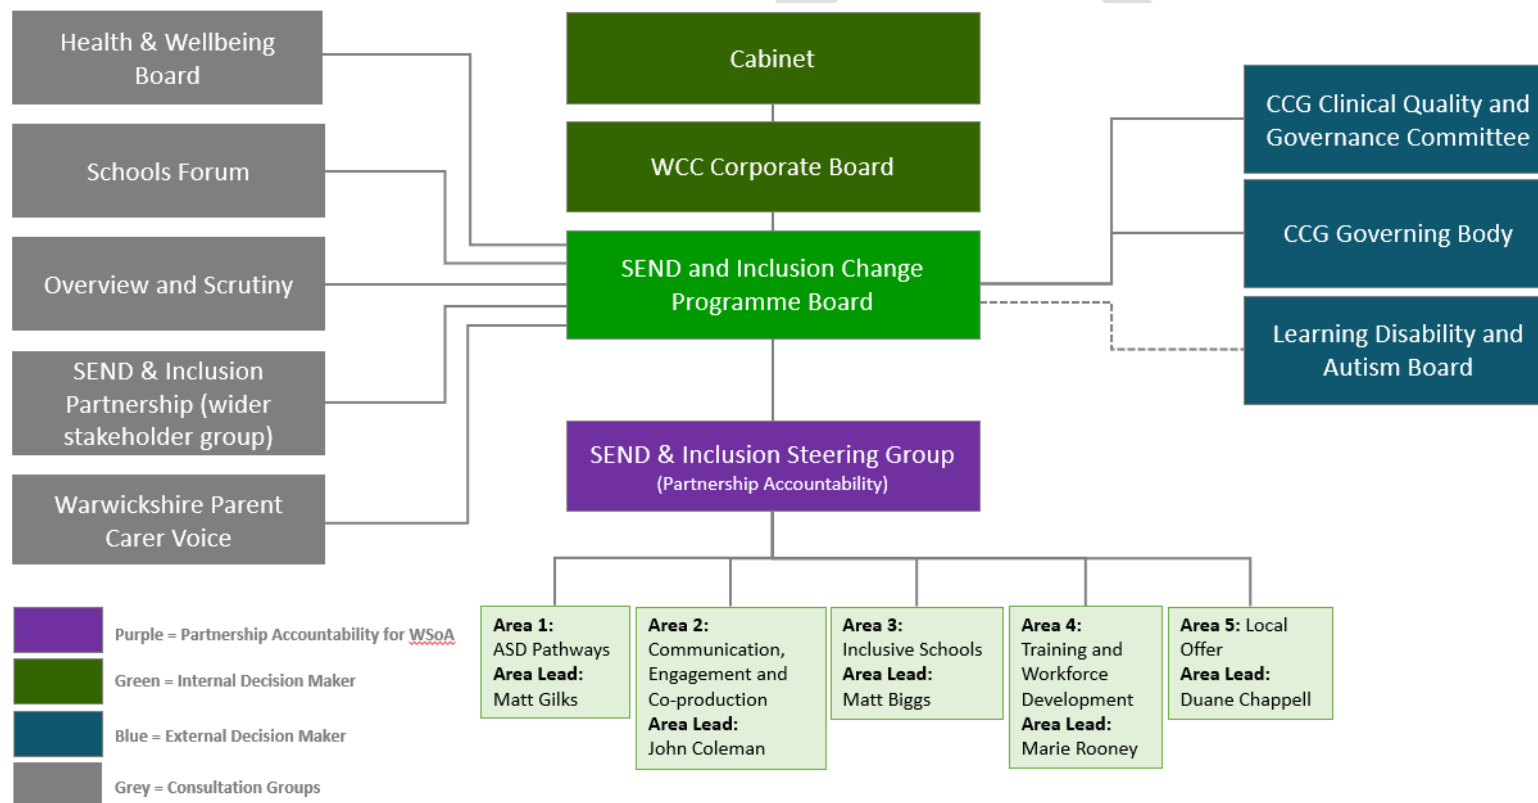 Health & Wellbeing
Board
Schools Forum
Overview and Scrutiny
SEND & Inclusion
Partnership (wider
stakeholder group)
Warwickshire Parent
Carer Voice
Cabinet
WCC Corporate Board
SEND and Inclusion Change
Programme Board
SEND & Inclusion Steering Group
(Partnership Accountability)
CCG Clinical Quality and
Governance Committee
CCG Governing Body
Learning Disability and
Autism Board
Purple = Partnership Accountability for WSoA
Green = Internal Decision Maker
Blue = External Decision Maker
Grey = Consultation Groups
Area 1:
ASD Pathways
Area Lead:
Matt Gilks
Area 2:
Communication,
Engagement and
Co-production
Area Lead:
John Coleman
Area 3:
Inclusive Schools
Area Lead:
Matt Biggs
Area 4:
Training and
Workforce
Development
Area Lead:
Marie Rooney
Area 5: Local
Offer
Area Lead:
Duane Chappell